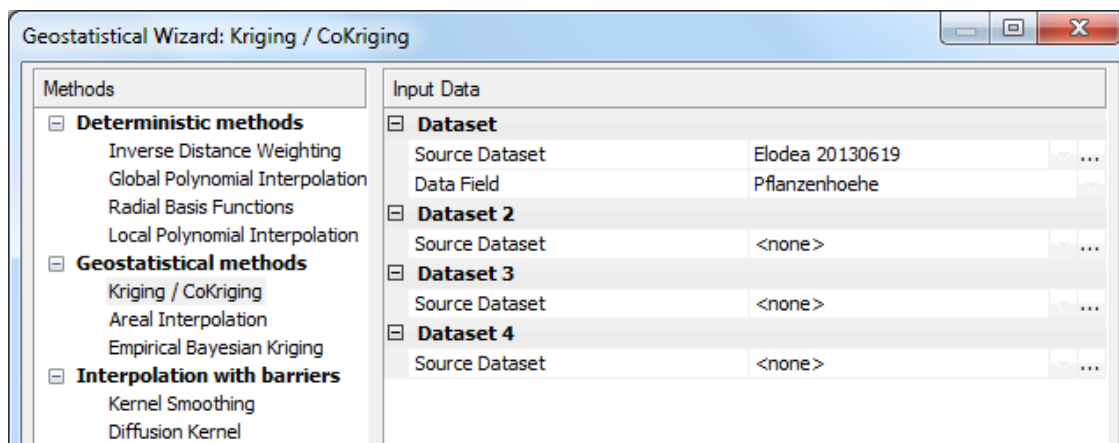 Geostatistical Wizard: Kriging / CoKriging
Methods
Deterministic methods
Inverse Distance Weighting
Global Polynomial Interpolation
Radial Basis Functions
Local Polynomial Interpolation
Geostatistical methods
Kriging / CoKriging
Areal Interpolation
Empirical Bayesian Kriging
Interpolation with barriers
Kernel Smoothing
Diffusion Kernel
Input Data
Dataset
Source Dataset Elodea 20130619 ...
Data Field Pflanzenhoehe
Dataset 2
Source Dataset <none> ...
Dataset 3
Source Dataset <none> ...
Dataset 4
Source Dataset <none> ...